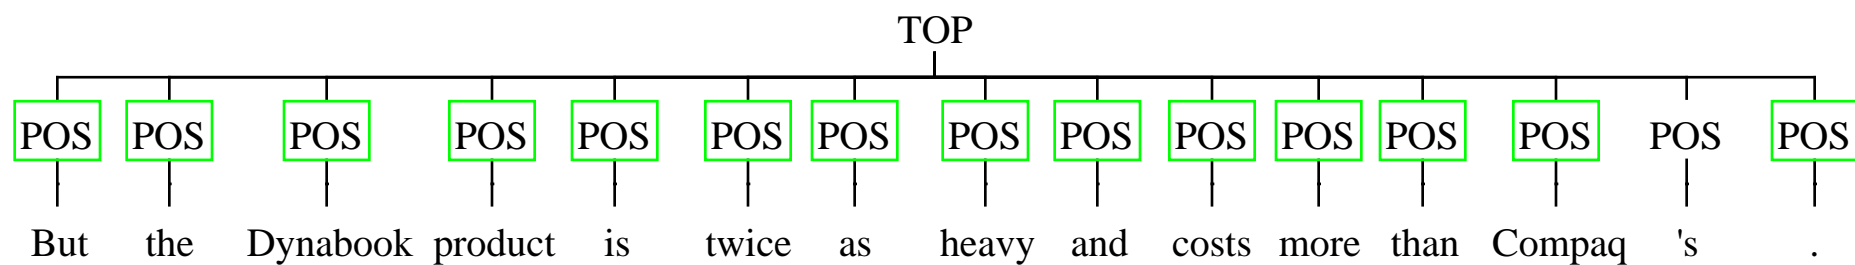 TOP
POS POS POS POS POS POS POS POS POS POS POS POS POS POS POS
But the Dynabook product is twice as heavy and costs more than Compaq 's .